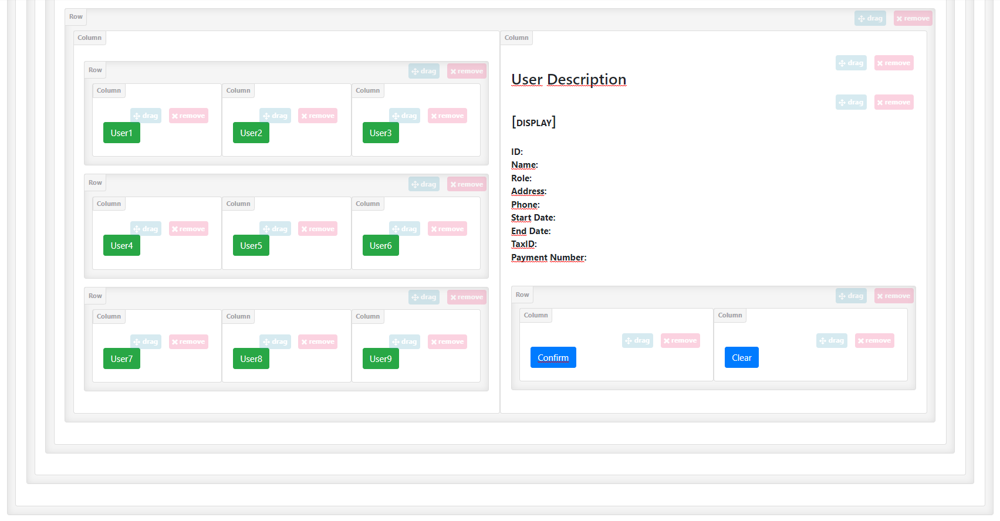 Row
drag remove
Column
Row
drag remove
Column Column Column
drag remove drag remove drag remove
User1 User2 User3
Row
drag remove
Column Column Column
drag remove drag remove drag remove
User4 User5 User6
Row
drag remove
Column Column Column
drag remove drag remove drag remove
User7 User8 User9
Column
drag remove
User Description
drag remove
[DISPLAY]
ID:
Name:
Role:
Address:
Phone:
Start Date:
End Date:
TaxID:
Payment Number:
Row
drag remove
Column Column
drag remove drag remove
Confirm Clear